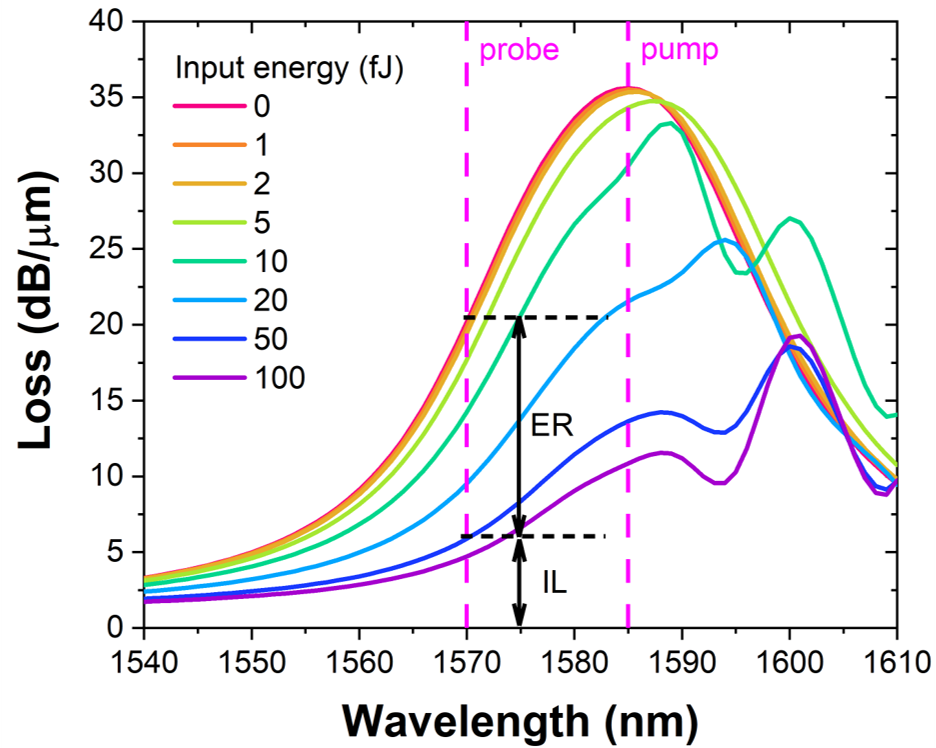 40
35
30
25
20
15
10
5
0
Loss (dB/μm)
probe
pump
Input energy (fJ)
0
1
2
5
10
20
50
100
ER
IL
1540 1550 1560 1570 1580 1590 1600 1610
Wavelength (nm)